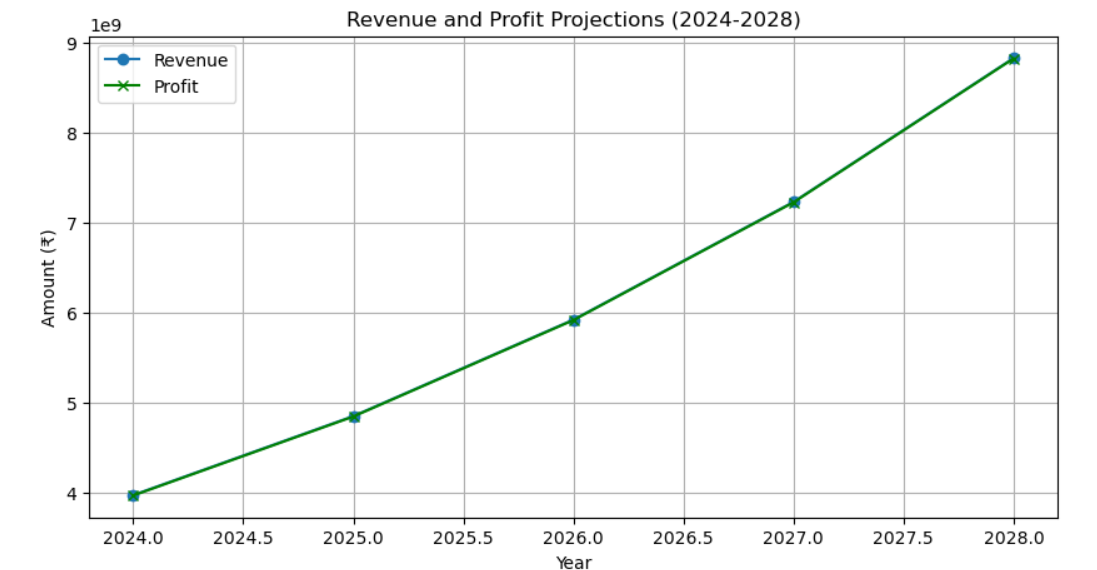 Revenue and Profit Projections (2024-2028)
1e9
Revenue
Profit
9
8
7
6
5
4
Amount (₹)
2024.0 2024.5 2025.0 2025.5 2026.0 2026.5 2027.0 2027.5 2028.0
Year